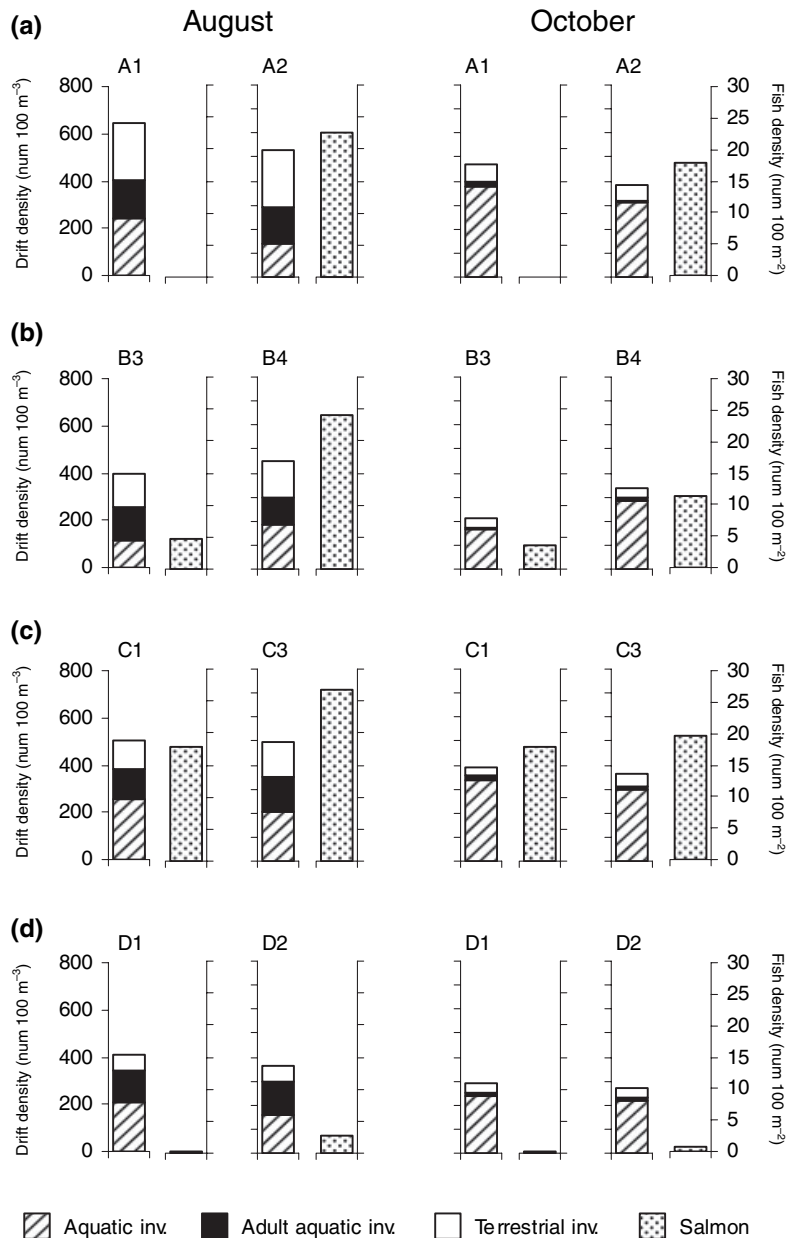 August October
(a)
A1 A2 A1 A2
Drift density (num 100 m⁻³)
800
600
400
200
0
30
25
20
15
10
5
0
Fish density (num 100 m⁻²)
(b)
B3 B4 B3 B4
Drift density (num 100 m⁻³)
800
600
400
200
0
30
25
20
15
10
5
0
Fish density (num 100 m⁻²)
(c)
C1 C3 C1 C3
Drift density (num 100 m⁻³)
800
600
400
200
0
30
25
20
15
10
5
0
Fish density (num 100 m⁻²)
(d)
D1 D2 D1 D2
Drift density (num 100 m⁻³)
800
600
400
200
0
30
25
20
15
10
5
0
Fish density (num 100 m⁻²)
Aquatic inv. Adult aquatic inv. Terrestrial inv. Salmon